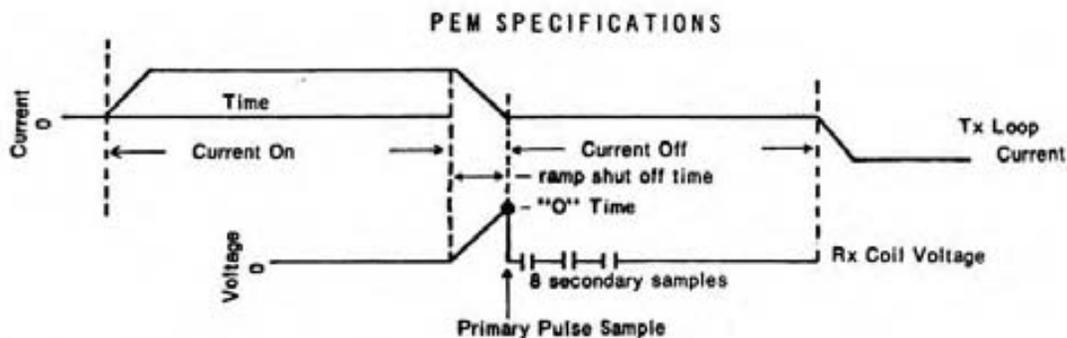 PEM SPECIFICATIONS
Current
0
Time
Current On
Current Off
Tx Loop
Current
ramp shut off time
"O" Time
Voltage
0
Rx Coil Voltage
8 secondary samples
Primary Pulse Sample